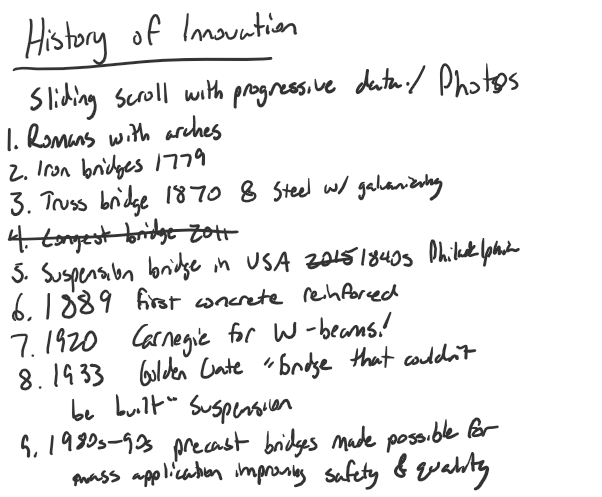 History of Innovation
Sliding scroll with progressive data / Photos
1. Romans with arches
2. Iron bridges 1779
3. Truss bridge 1870 & Steel w/ galvanizing
4. Longest bridge 2011
5. Suspension bridge in USA 2015 1840s Philadelphia
6. 1889 first concrete reinforced
7. 1920 Carnegie for W-beams!
8. 1933 Golden Gate "bridge that couldn't
be built" suspension
9. 1980s-90s precast bridges made possible for
mass application improving safety & quality